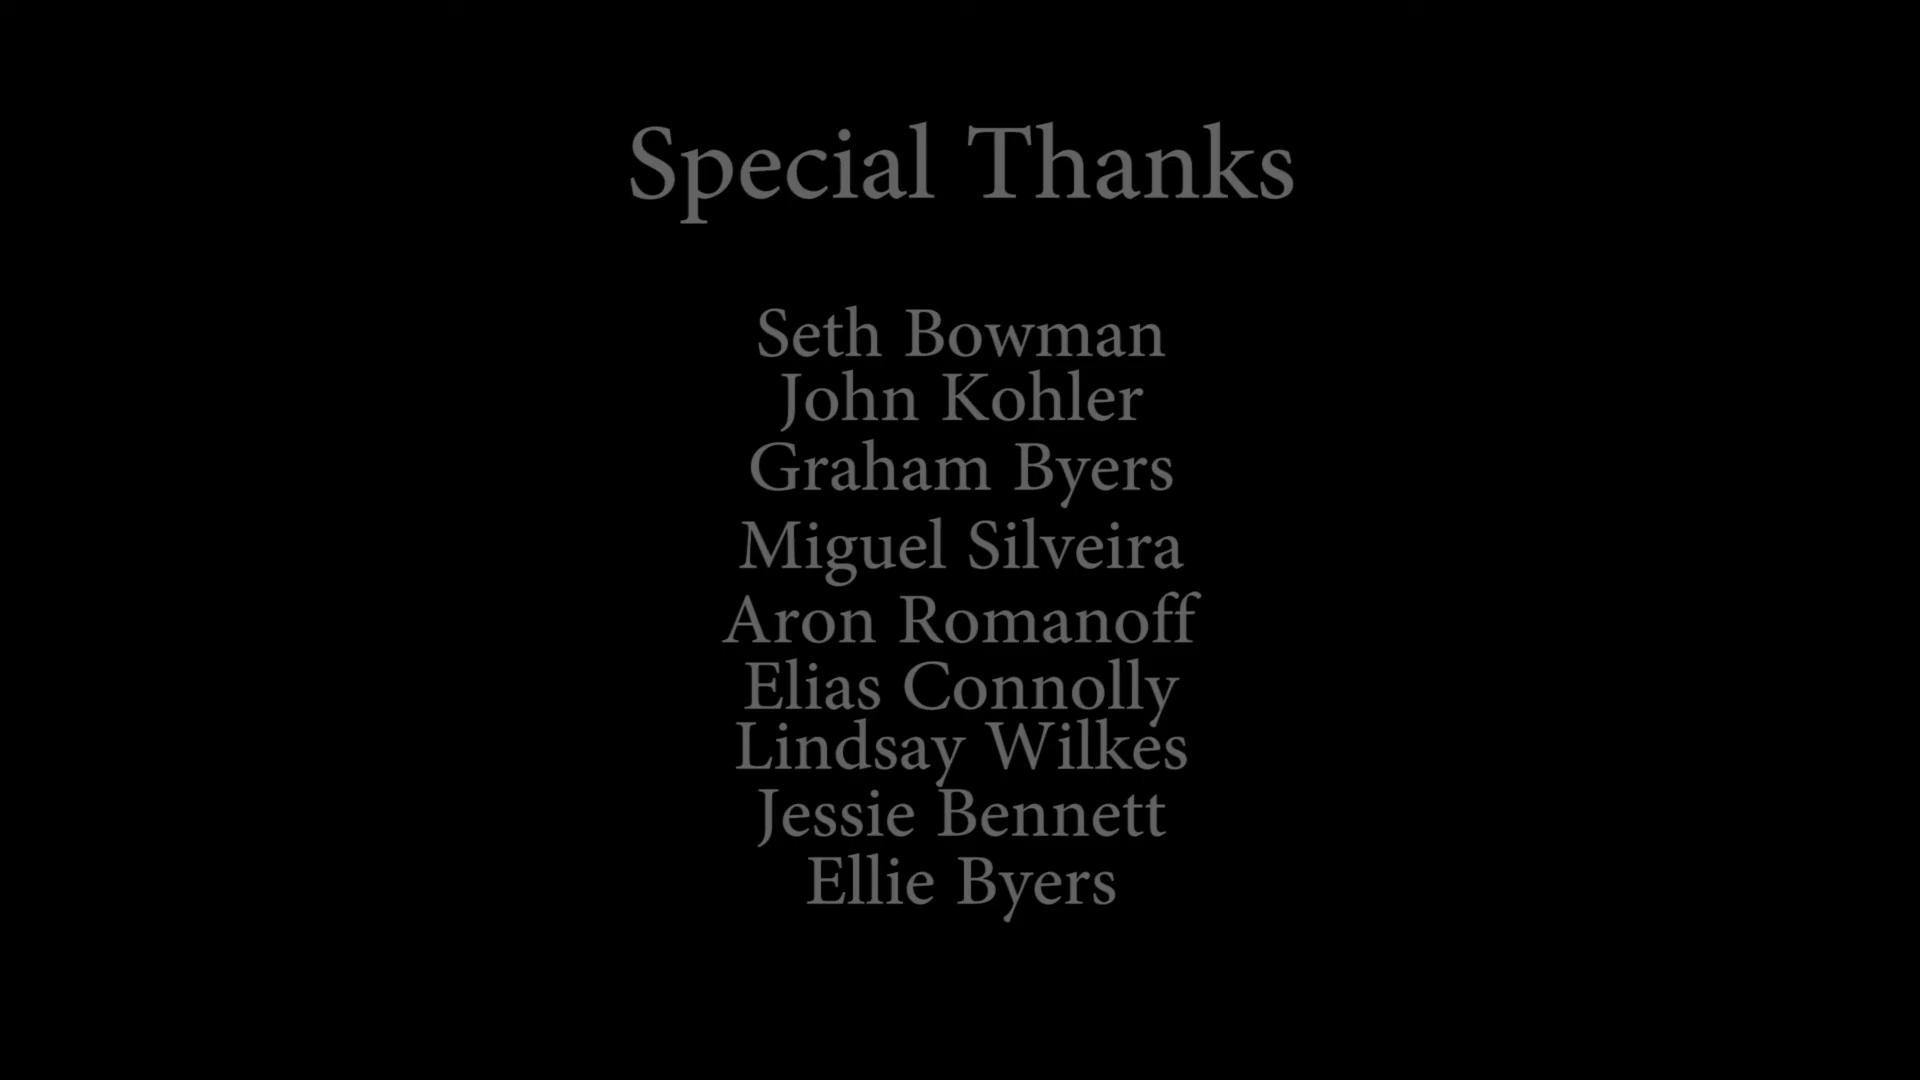 Special Thanks
Seth Bowman
John Kohler
Graham Byers
Miguel Silveira
Aron Romanoff
Elias Connolly
Lindsay Wilkes
Jessie Bennett
Ellie Byers